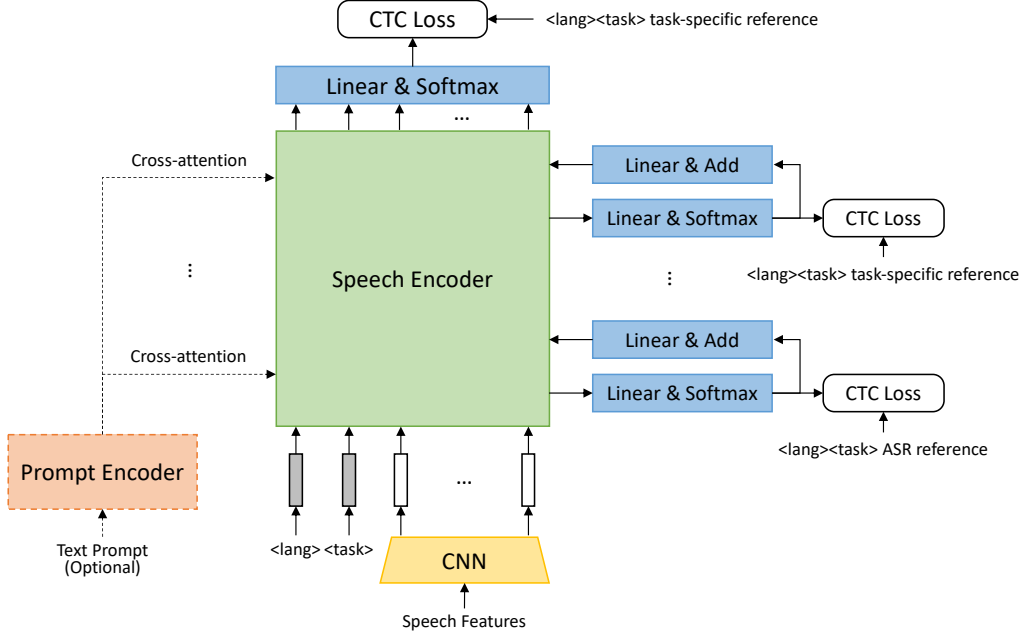 CTC Loss
<lang><task> task-specific reference
Linear & Softmax
...
Cross-attention
Linear & Add
Linear & Softmax
CTC Loss
<lang><task> task-specific reference
...
Speech Encoder
...
Cross-attention
Linear & Add
Linear & Softmax
CTC Loss
<lang><task> ASR reference
Prompt Encoder
...
Text Prompt
(Optional)
<lang> <task>
CNN
Speech Features